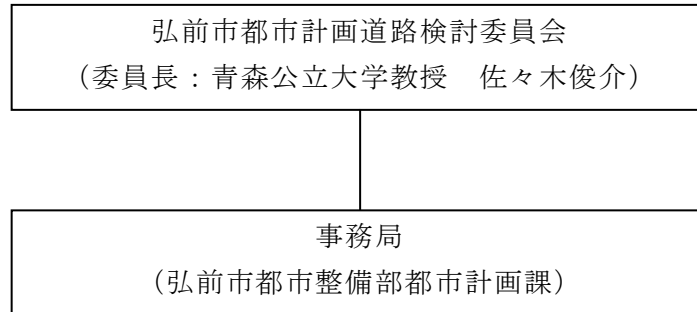 弘前市都市計画道路検討委員会
（委員長：青森公立大学教授　佐々木俊介）
事務局
（弘前市都市整備部都市計画課）